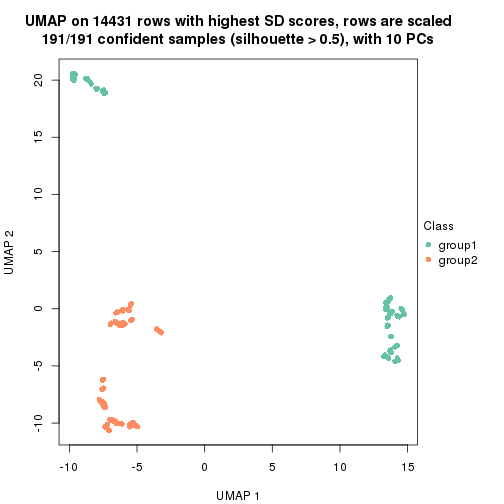 UMAP on 14431 rows with highest SD scores, rows are scaled
191/191 confident samples (silhouette > 0.5), with 10 PCs
20
15
10
5
0
-5
-10
UMAP 2
Class
group1
group2
-10 -5 0 5 10 15
UMAP 1